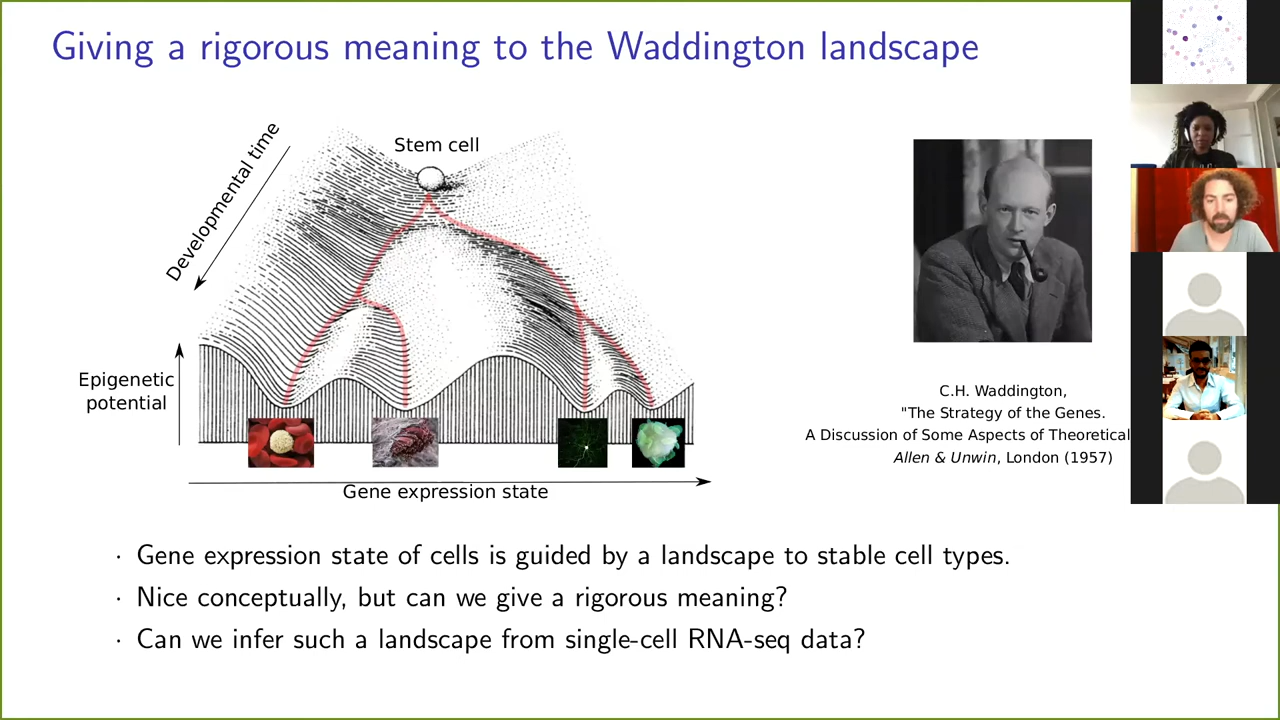 Giving a rigorous meaning to the Waddington landscape
Developmental time
Stem cell
Epigenetic
potential
Gene expression state
C.H. Waddington,
"The Strategy of the Genes.
A Discussion of Some Aspects of Theoretical
Allen & Unwin, London (1957)
· Gene expression state of cells is guided by a landscape to stable cell types.
· Nice conceptually, but can we give a rigorous meaning?
· Can we infer such a landscape from single-cell RNA-seq data?